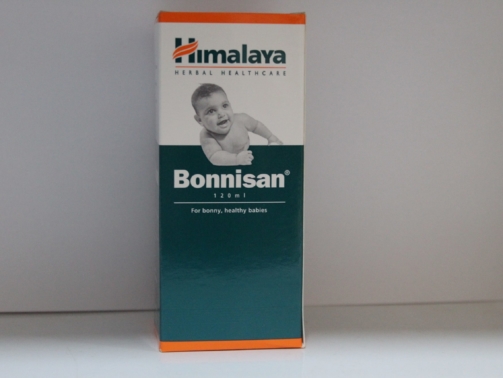 Himalaya
HERBAL HEALTHCARE
Bonnisan®
120ml
For bonny, healthy babies